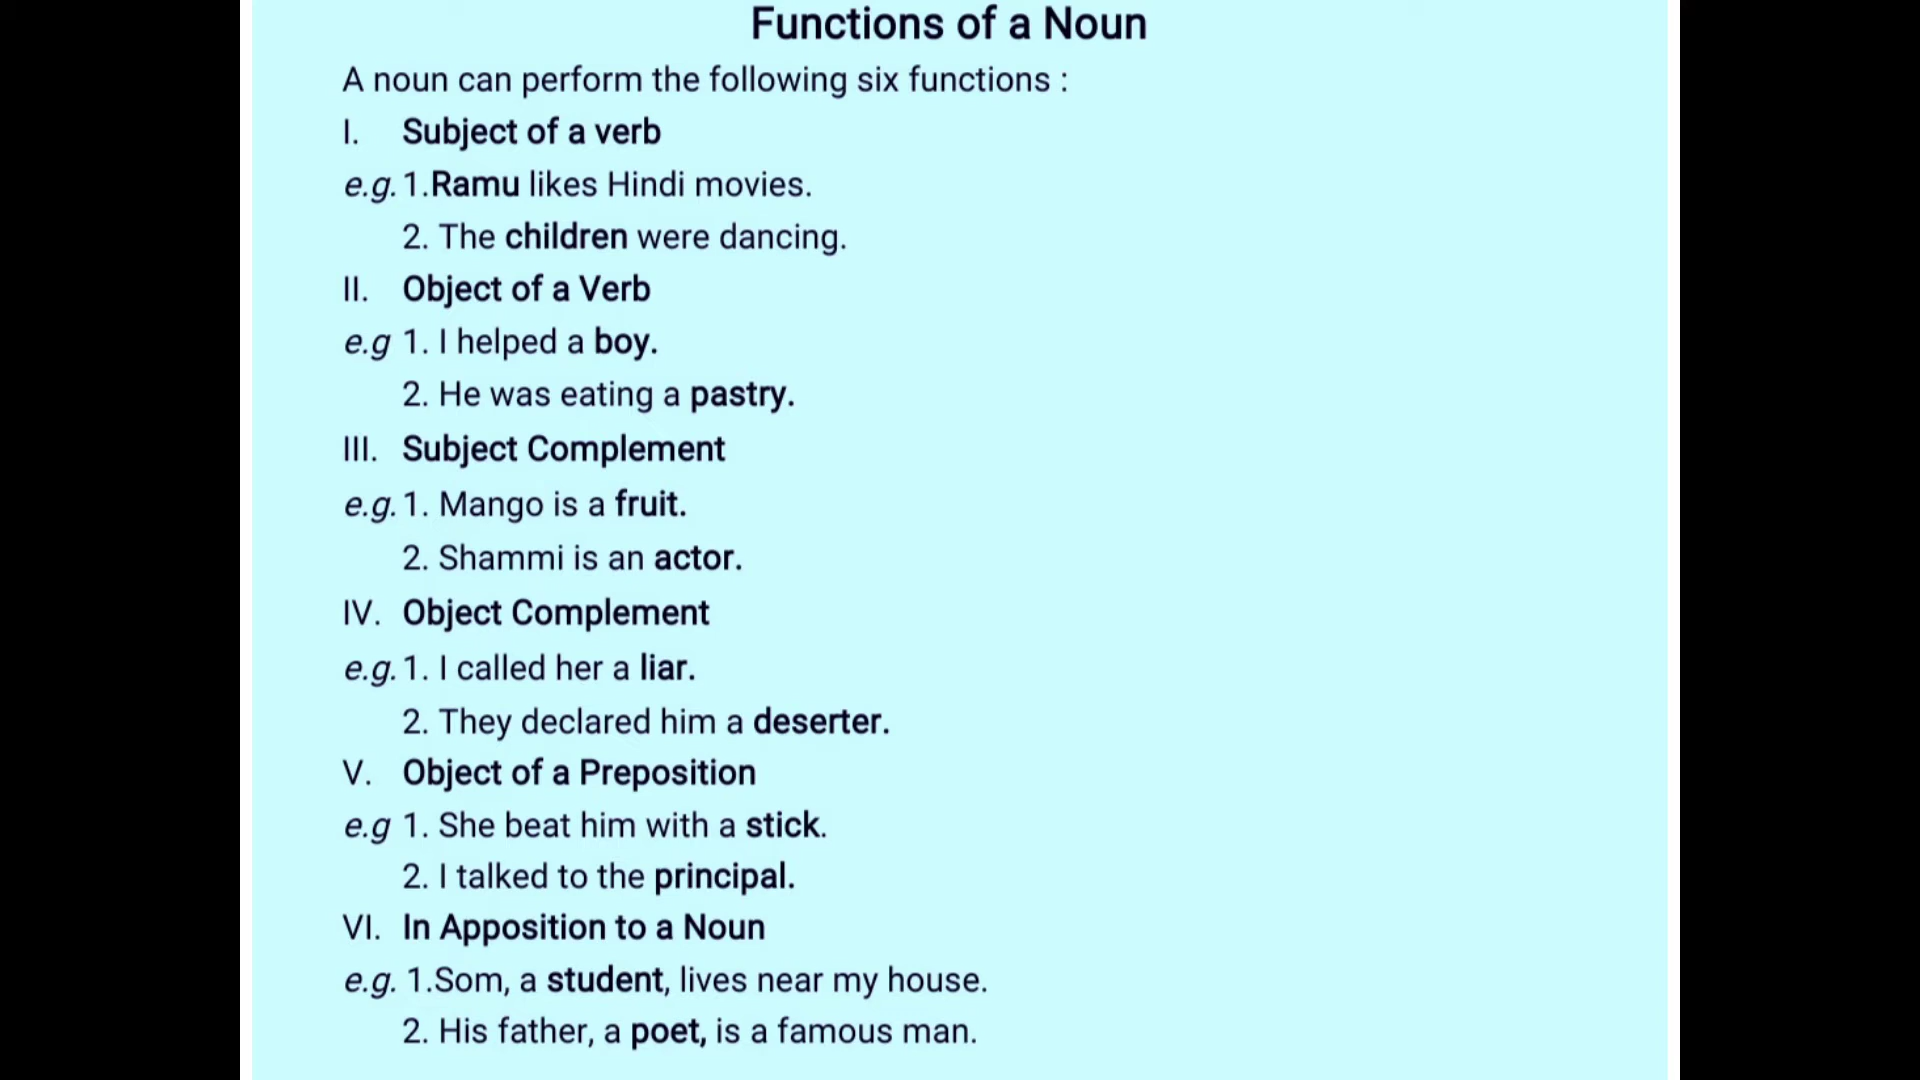 Functions of a Noun
A noun can perform the following six functions :
I. Subject of a verb
e.g. 1.Ramu likes Hindi movies.
2. The children were dancing.
II. Object of a Verb
e.g 1. I helped a boy.
2. He was eating a pastry.
III. Subject Complement
e.g. 1. Mango is a fruit.
2. Shammi is an actor.
IV. Object Complement
e.g. 1. I called her a liar.
2. They declared him a deserter.
V. Object of a Preposition
e.g 1. She beat him with a stick.
2. I talked to the principal.
VI. In Apposition to a Noun
e.g. 1.Som, a student, lives near my house.
2. His father, a poet, is a famous man.